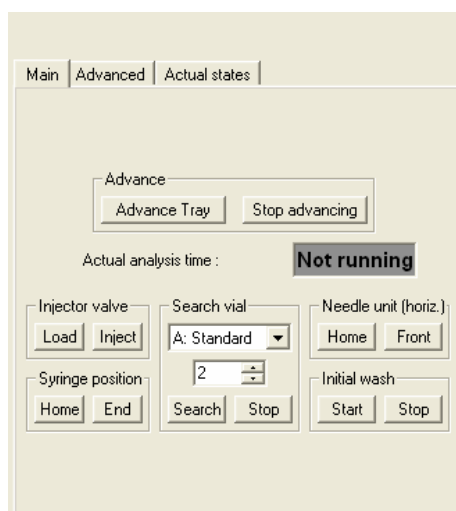 Main Advanced Actual states
Advance
Advance Tray Stop advancing
Actual analysis time : Not running
Injector valve Search vial Needle unit (horiz.)
Load Inject A: Standard Home Front
2
Syringe position Initial wash
Home End Search Stop Start Stop